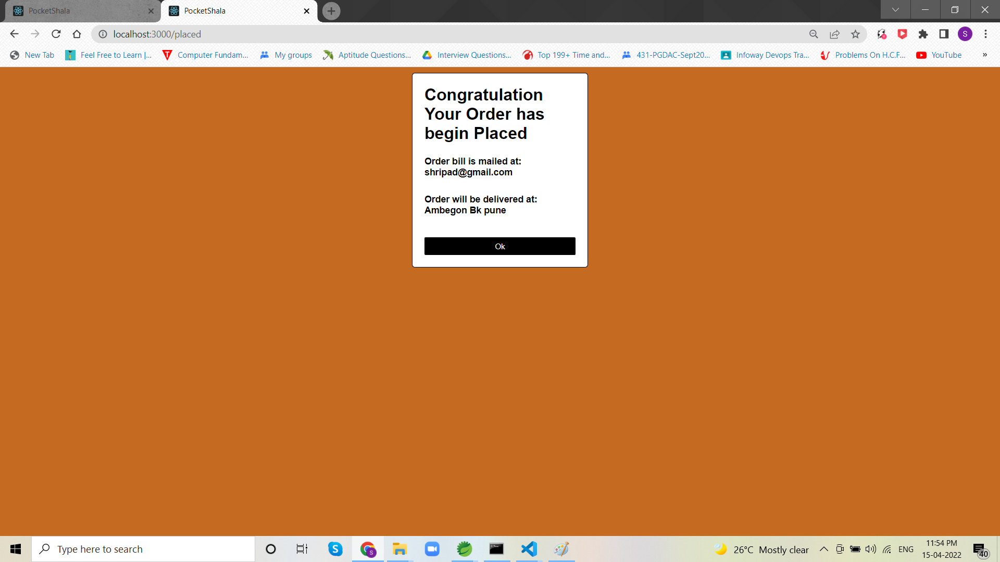 PocketShala
PocketShala
localhost:3000/placed
S
New Tab
Feel Free to Learn |...
Computer Fundam...
My groups
Aptitude Questions...
Interview Questions...
Top 199+ Time and...
431-PGDAC-Sept20...
Infoway Devops Tra...
Problems On H.C.F...
YouTube
»
Congratulation
Your Order has
begin Placed
Order bill is mailed at:
shripad@gmail.com
Order will be delivered at:
Ambegon Bk pune
Ok
Type here to search
26°C Mostly clear
ENG
11:54 PM
15-04-2022
40